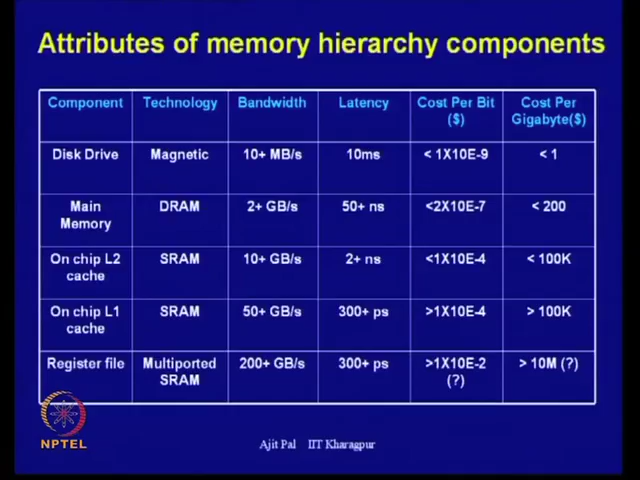 Attributes of memory hierarchy components
Component Technology Bandwidth Latency Cost Per Bit ($) Cost Per Gigabyte($)
Disk Drive Magnetic 10+ MB/s 10ms < 1X10E-9 < 1
Main Memory DRAM 2+ GB/s 50+ ns <2X10E-7 < 200
On chip L2 cache SRAM 10+ GB/s 2+ ns <1X10E-4 < 100K
On chip L1 cache SRAM 50+ GB/s 300+ ps >1X10E-4 > 100K
Register file Multiported SRAM 200+ GB/s 300+ ps >1X10E-2 (?) > 10M (?)
NPTEL
Ajit Pal IIT Kharagpur